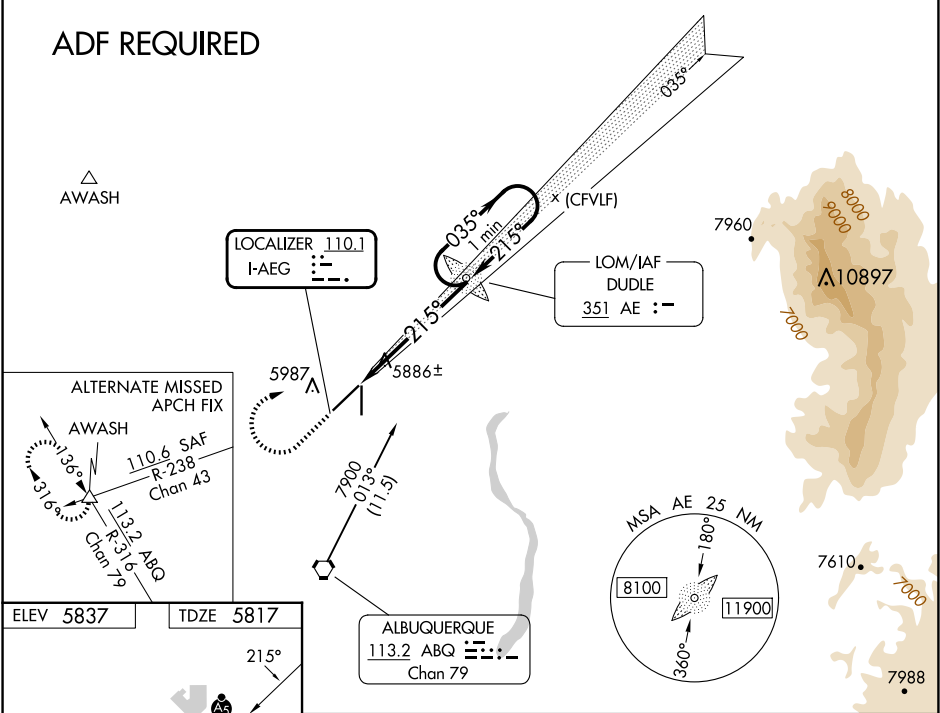 ADF REQUIRED
035°
AWASH
(CFVLF)
035°
1 min
215°
7960
8000
9000
LOCALIZER 110.1
I-AEG
LOM/IAF
DUDLE
351 AE
10897
7000
215°
5987
5886±
ALTERNATE MISSED
APCH FIX
AWASH
110.6 SAF
R-238
Chan 43
136°
316°
113.2 ABQ
R-316
Chan 79
7900
013°
(11.5)
MSA AE 25 NM
180°
8100
11900
360°
7610
7000
7988
ALBUQUERQUE
113.2 ABQ
Chan 79
ELEV 5837
TDZE 5817
215°
A5